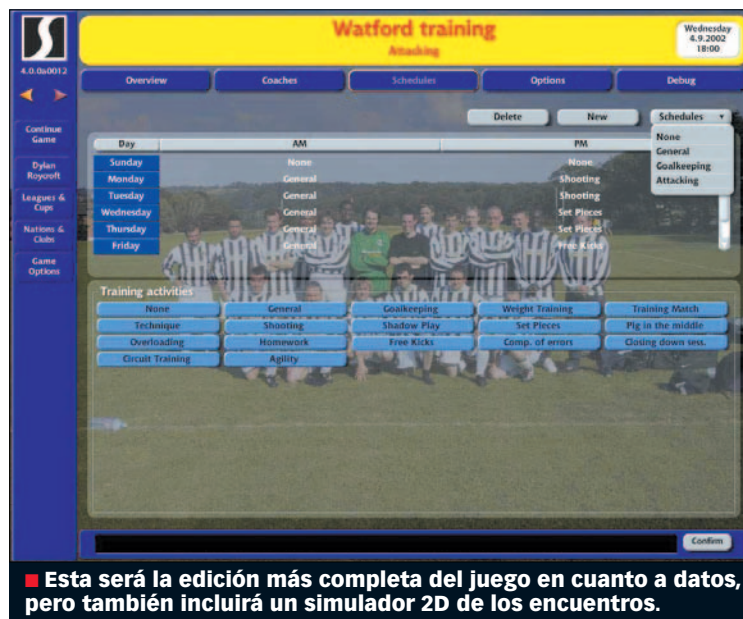 Watford training
Attacking
Wednesday
4.9.2002
18:00
4.0.0a0012
Overview
Coaches
Schedules
Options
Debug
Continue
Game
Dylan
Roycroft
Leagues &
Cups
Nations &
Clubs
Game
Options
Delete
New
Schedules
None
General
Goalkeeping
Attacking
Day AM PM
Sunday None None
Monday General Shooting
Tuesday General Shooting
Wednesday General Set Pieces
Thursday General Set Pieces
Friday General Free Kicks
Training activities
None General Goalkeeping Weight Training Training Match
Technique Shooting Shadow Play Set Pieces Pig in the middle
Overloading Homework Free Kicks Comp. of errors Closing down sess.
Circuit Training Agility
Confirm
Esta será la edición más completa del juego en cuanto a datos,
pero también incluirá un simulador 2D de los encuentros.